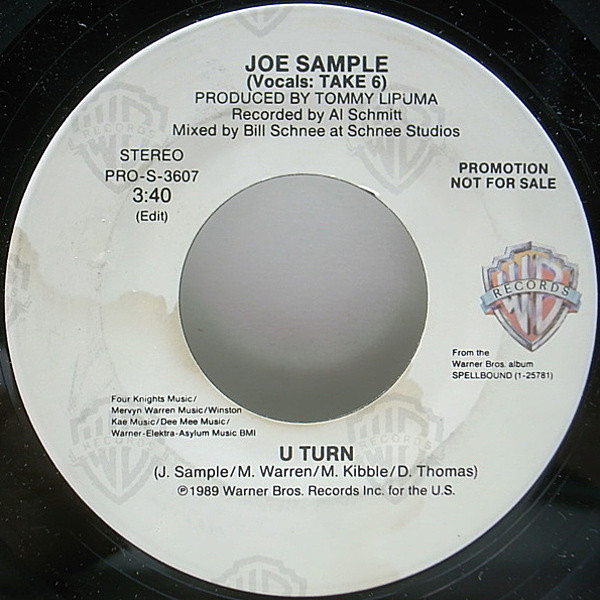 JOE SAMPLE
(Vocals: TAKE 6)
PRODUCED BY TOMMY LIPUMA
Recorded by Al Schmitt
Mixed by Bill Schnee at Schnee Studios
STEREO
PRO-S-3607
3:40
(Edit)
PROMOTION
NOT FOR SALE
WB
RECORDS
From the
Warner Bros. album
SPELLBOUND (1-25781)
Four Knights Music/
Mervyn Warren Music/Winston
Kae Music/Dee Mee Music/
Warner-Elektra-Asylum Music BMI
U TURN
(J. Sample/M. Warren/M. Kibble/D. Thomas)
℗1989 Warner Bros. Records Inc. for the U.S.